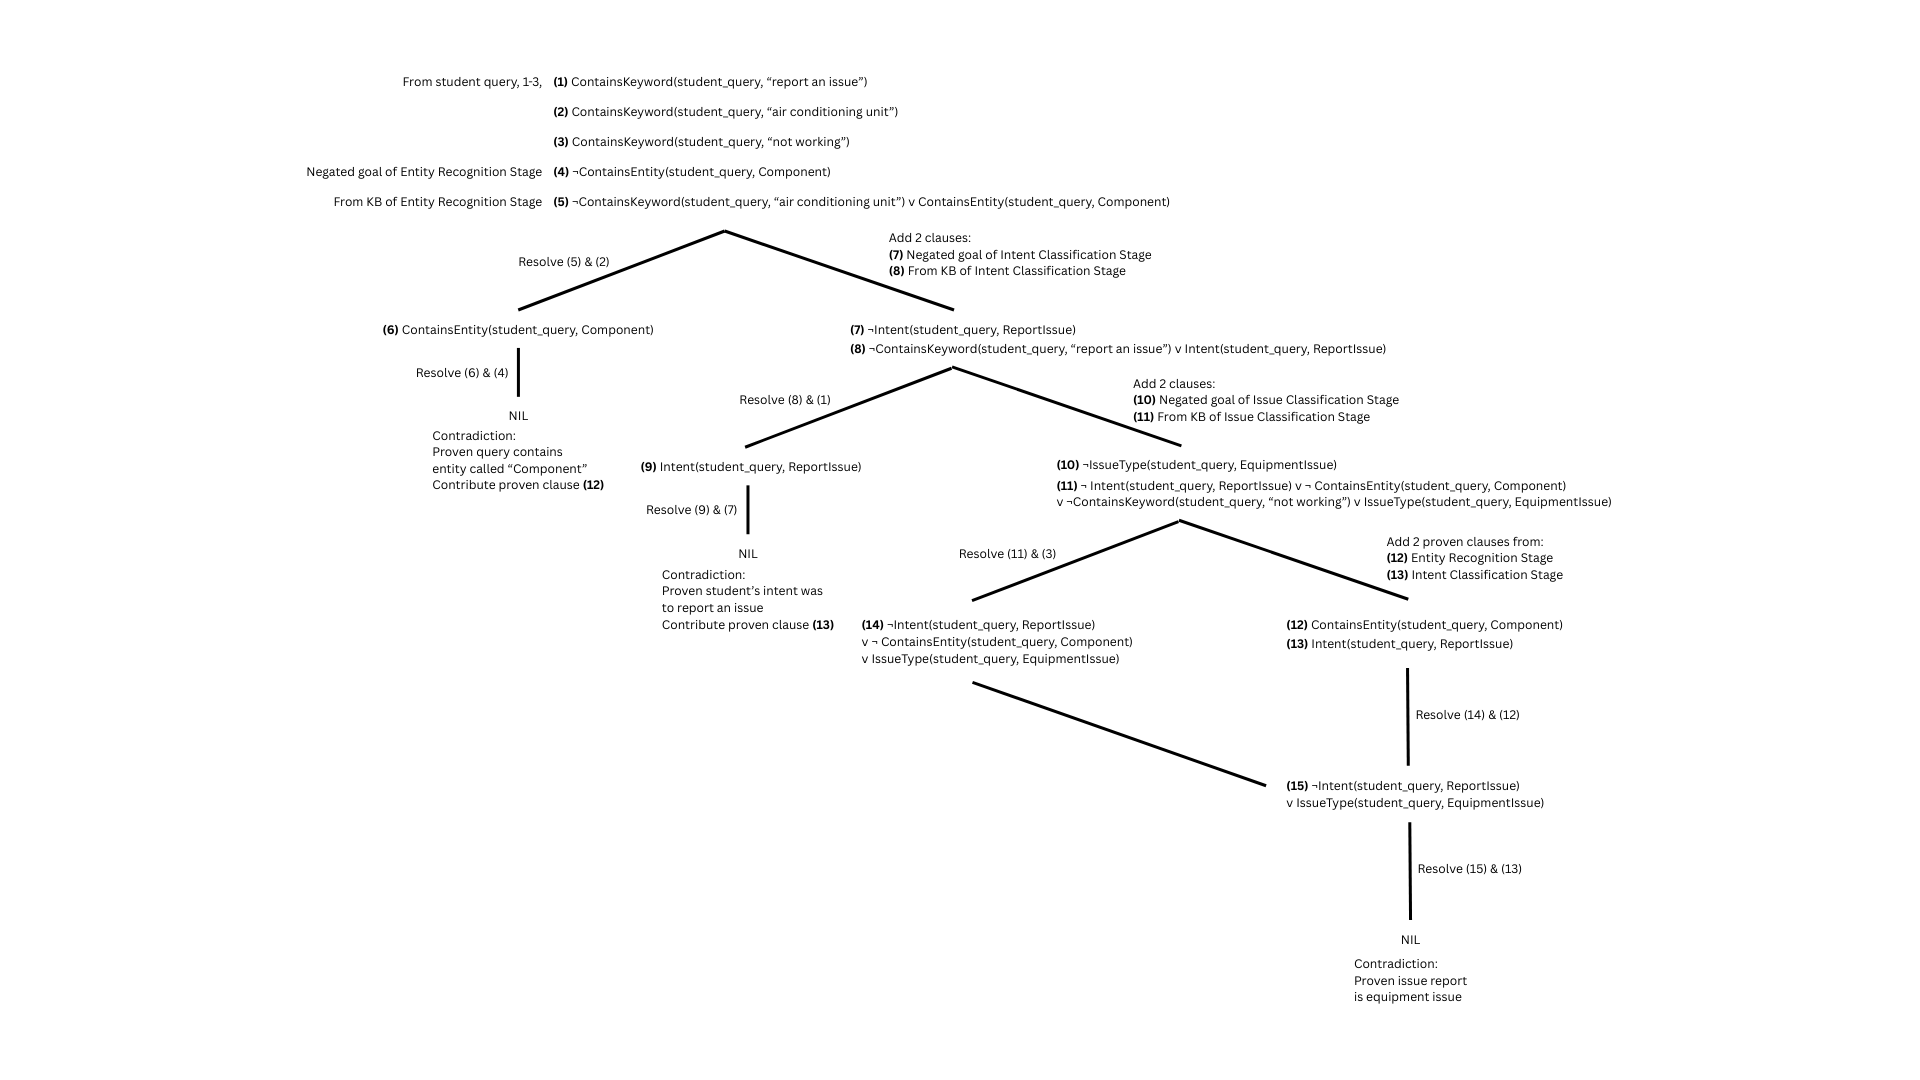 From student query, 1-3, (1) ContainsKeyword(student_query, “report an issue”)
(2) ContainsKeyword(student_query, “air conditioning unit”)
(3) ContainsKeyword(student_query, “not working”)
Negated goal of Entity Recognition Stage (4) ¬ContainsEntity(student_query, Component)
From KB of Entity Recognition Stage (5) ¬ContainsKeyword(student_query, “air conditioning unit”) v ContainsEntity(student_query, Component)
Resolve (5) & (2)
Add 2 clauses:
(7) Negated goal of Intent Classification Stage
(8) From KB of Intent Classification Stage
(6) ContainsEntity(student_query, Component)
Resolve (6) & (4)
NIL
Contradiction:
Proven query contains
entity called “Component”
Contribute proven clause (12)
(7) ¬Intent(student_query, ReportIssue)
(8) ¬ContainsKeyword(student_query, “report an issue”) v Intent(student_query, ReportIssue)
Resolve (8) & (1)
Add 2 clauses:
(10) Negated goal of Issue Classification Stage
(11) From KB of Issue Classification Stage
(9) Intent(student_query, ReportIssue)
Resolve (9) & (7)
NIL
Contradiction:
Proven student’s intent was
to report an issue
Contribute proven clause (13)
(10) ¬IssueType(student_query, EquipmentIssue)
(11) ¬ Intent(student_query, ReportIssue) v ¬ ContainsEntity(student_query, Component)
v ¬ContainsKeyword(student_query, “not working”) v IssueType(student_query, EquipmentIssue)
Resolve (11) & (3)
Add 2 proven clauses from:
(12) Entity Recognition Stage
(13) Intent Classification Stage
(14) ¬Intent(student_query, ReportIssue)
v ¬ ContainsEntity(student_query, Component)
v IssueType(student_query, EquipmentIssue)
(12) ContainsEntity(student_query, Component)
(13) Intent(student_query, ReportIssue)
Resolve (14) & (12)
(15) ¬Intent(student_query, ReportIssue)
v IssueType(student_query, EquipmentIssue)
Resolve (15) & (13)
NIL
Contradiction:
Proven issue report
is equipment issue